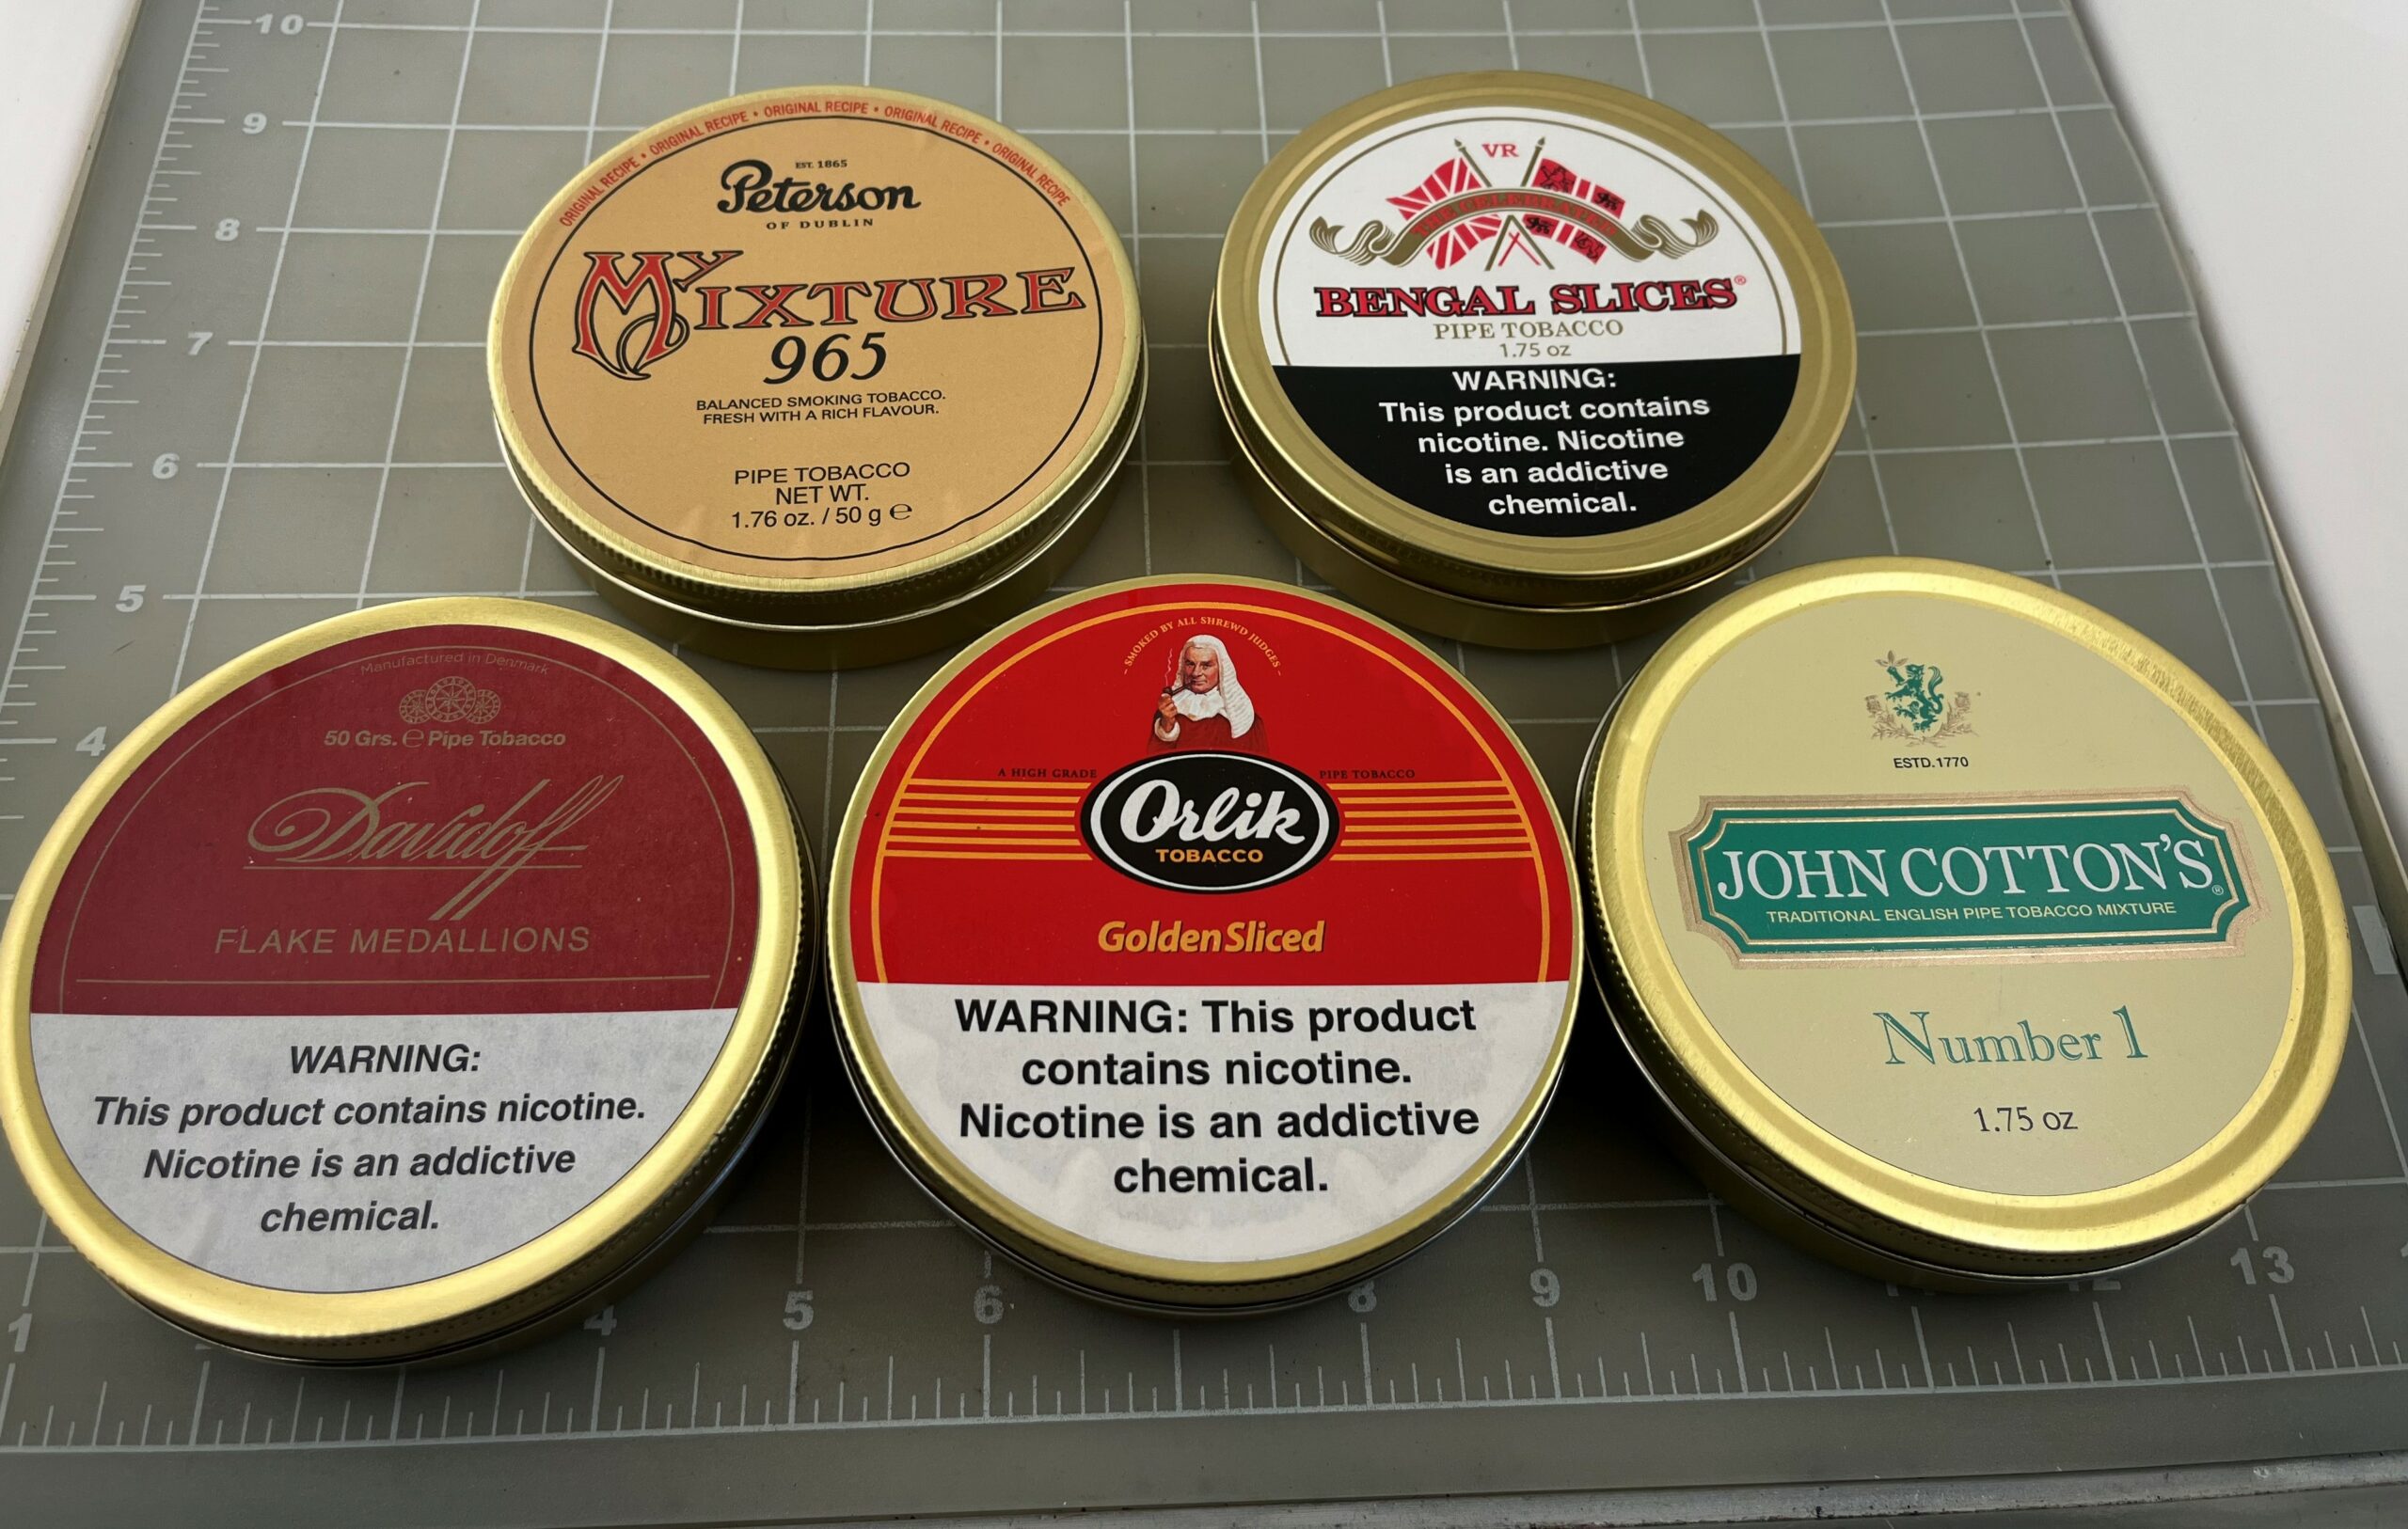 ORIGINAL RECIPE • ORIGINAL RECIPE • ORIGINAL RECIPE • ORIGINAL RECIPE • ORIGINAL RECIPE
EST. 1865
Peterson
OF DUBLIN
MY MIXTURE
965
BALANCED SMOKING TOBACCO.
FRESH WITH A RICH FLAVOUR.
PIPE TOBACCO
NET WT.
1.76 oz. / 50 g ℮
VR
THE CELEBRATED
BENGAL SLICES®
PIPE TOBACCO
1.75 oz
WARNING:
This product contains
nicotine. Nicotine
is an addictive
chemical.
Manufactured in Denmark
50 Grs. ℮ Pipe Tobacco
Davidoff
FLAKE MEDALLIONS
WARNING:
This product contains nicotine.
Nicotine is an addictive
chemical.
- SMOKED BY ALL SHREWD JUDGES -
A HIGH GRADE PIPE TOBACCO
Orlik
TOBACCO
Golden Sliced
WARNING: This product
contains nicotine.
Nicotine is an addictive
chemical.
ESTD.1770
JOHN COTTON'S®
TRADITIONAL ENGLISH PIPE TOBACCO MIXTURE
Number 1
1.75 oz
10
9
8
7
6
5
4
1
4
5
6
8
9
10
12
13